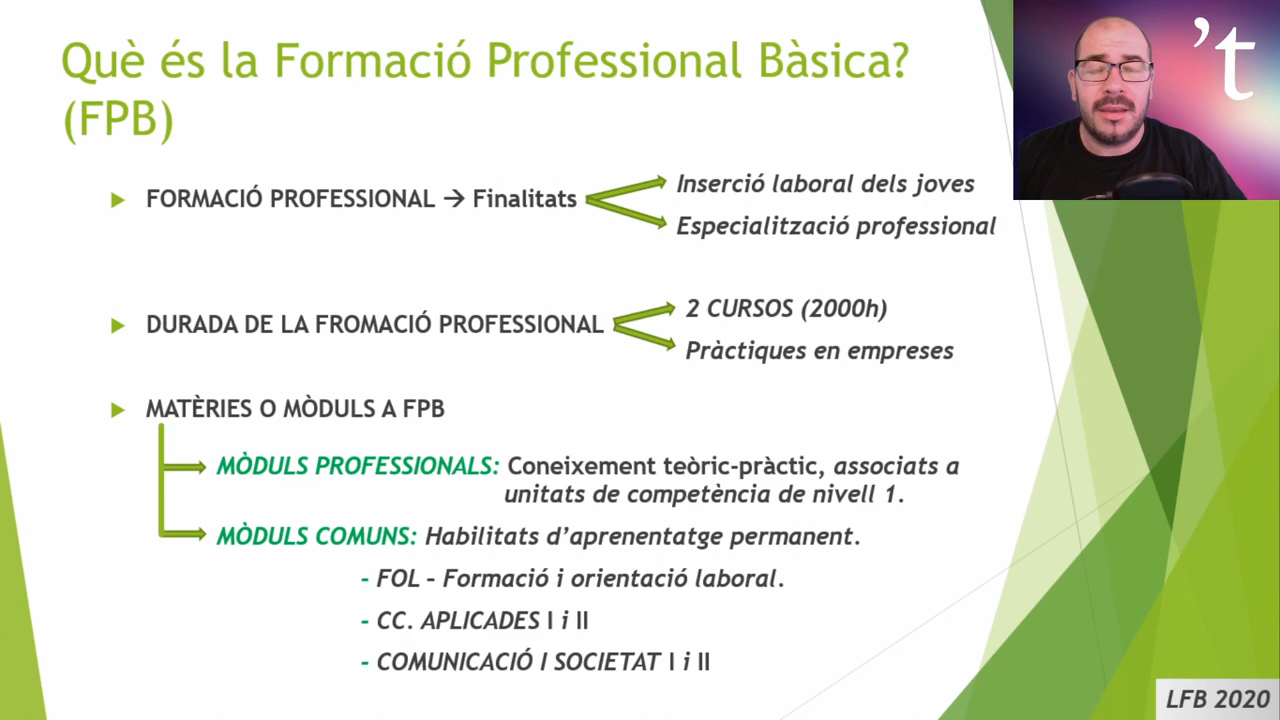 Què és la Formació Professional Bàsica?
(FPB)
't
FORMACIÓ PROFESSIONAL → Finalitats
Inserció laboral dels joves
Especialització professional
DURADA DE LA FROMACIÓ PROFESSIONAL
2 CURSOS (2000h)
Pràctiques en empreses
MATÈRIES O MÒDULS A FPB
MÒDULS PROFESSIONALS: Coneixement teòric-pràctic, associats a
unitats de competència de nivell 1.
MÒDULS COMUNS: Habilitats d'aprenentatge permanent.
- FOL – Formació i orientació laboral.
- CC. APLICADES I i II
- COMUNICACIÓ I SOCIETAT I i II
LFB 2020